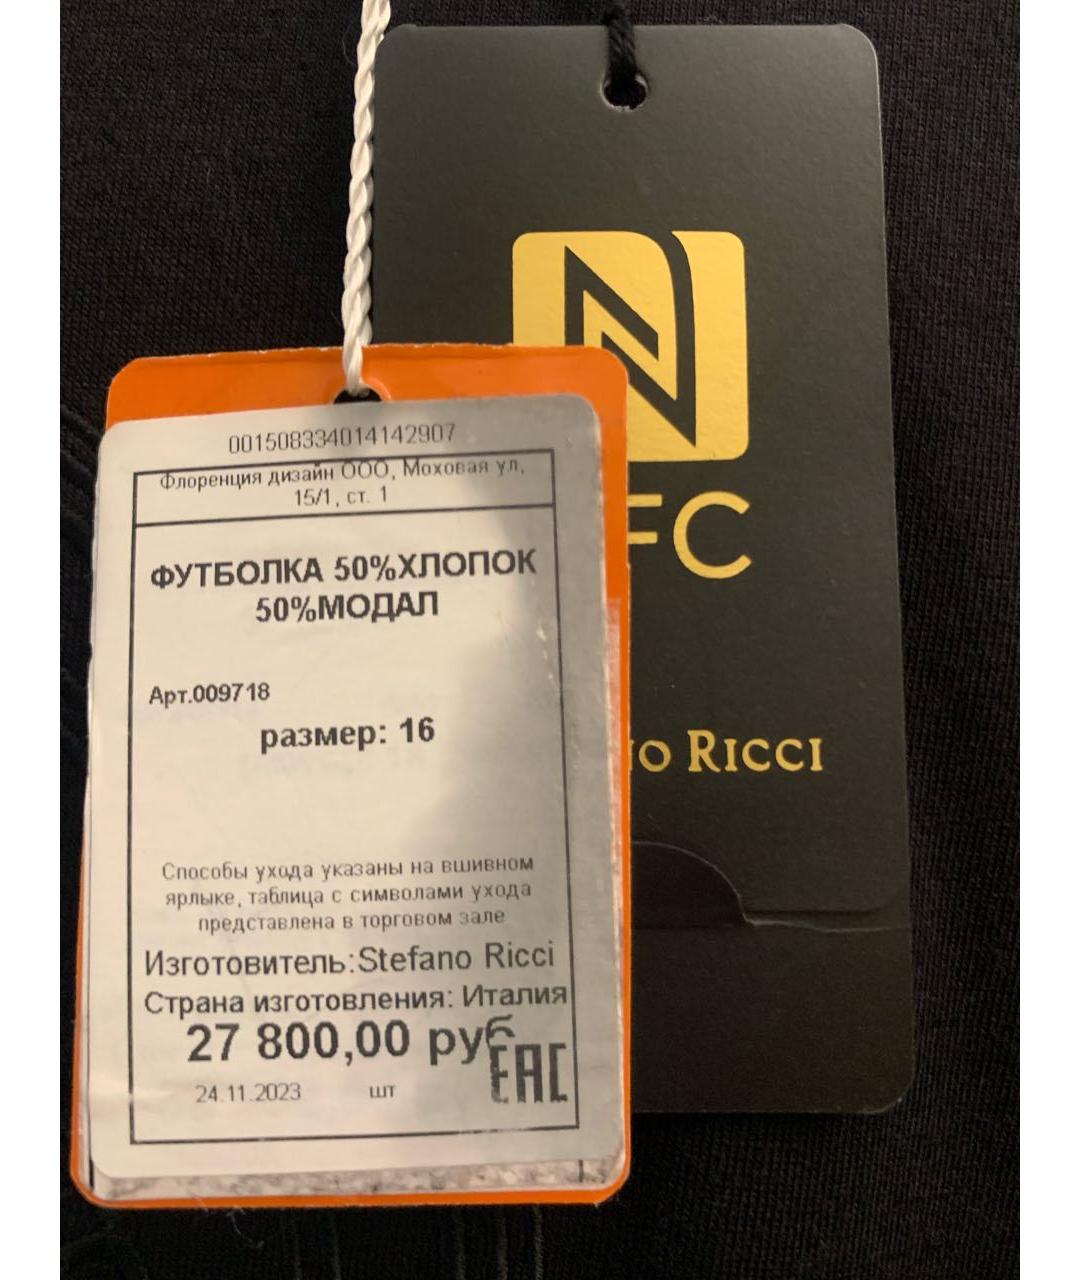 001508334014142907
Флоренция дизайн ООО, Моховая ул,
15/1, ст. 1
ФУТБОЛКА 50%ХЛОПОК
50%МОДАЛ
Арт.009718
размер: 16
Способы ухода указаны на вшивном
ярлыке, таблица с символами ухода
представлена в торговом зале
Изготовитель:Stefano Ricci
Страна изготовления: Италия
27 800,00 руб
EAC
24.11.2023 шт
FC
no Ricci